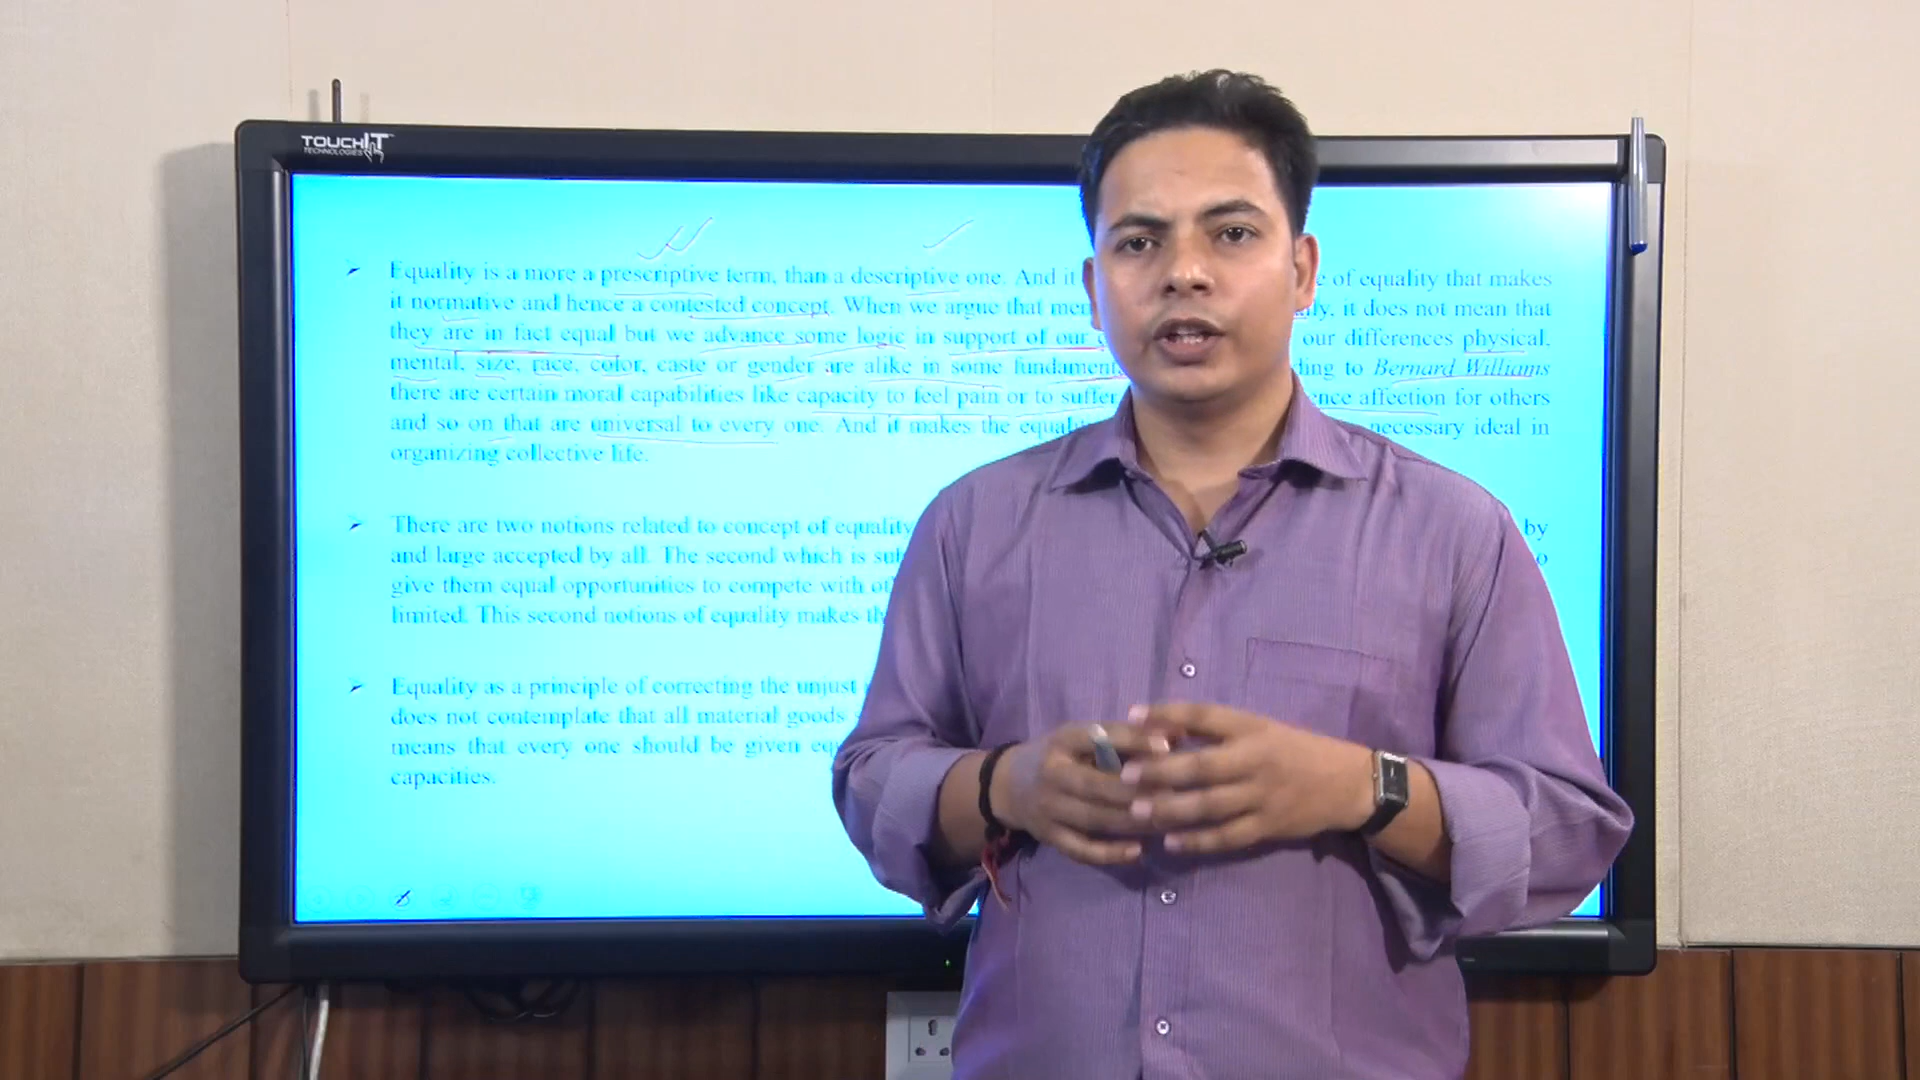 TOUCHIT
TECHNOLOGIES
Equality is a more a prescriptive term, than a descriptive one. And it e of equality that makes
it normative and hence a contested concept. When we argue that men ly, it does not mean that
they are in fact equal but we advance some logic in support of our our differences physical,
mental, size, race, color, caste or gender are alike in some fundament ding to Bernard Williams
there are certain moral capabilities like capacity to feel pain or to suffer ence affection for others
and so on that are universal to every one. And it makes the equal necessary ideal in
organizing collective life.
There are two notions related to concept of equality by
and large accepted by all. The second which is su
give them equal opportunities to compete with ot
limited. This second notions of equality makes th
Equality as a principle of correcting the unjust
does not contemplate that all material goods
means that every one should be given eq
capacities.